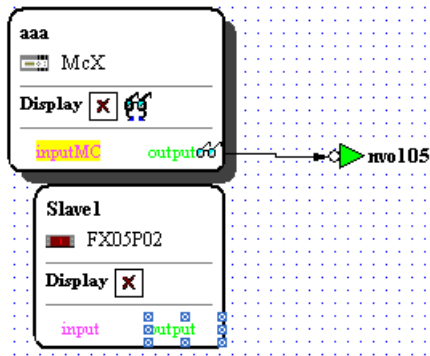 aaa
McX
Display
inputMC output
nvo105
Slave1
FX05P02
Display
input output